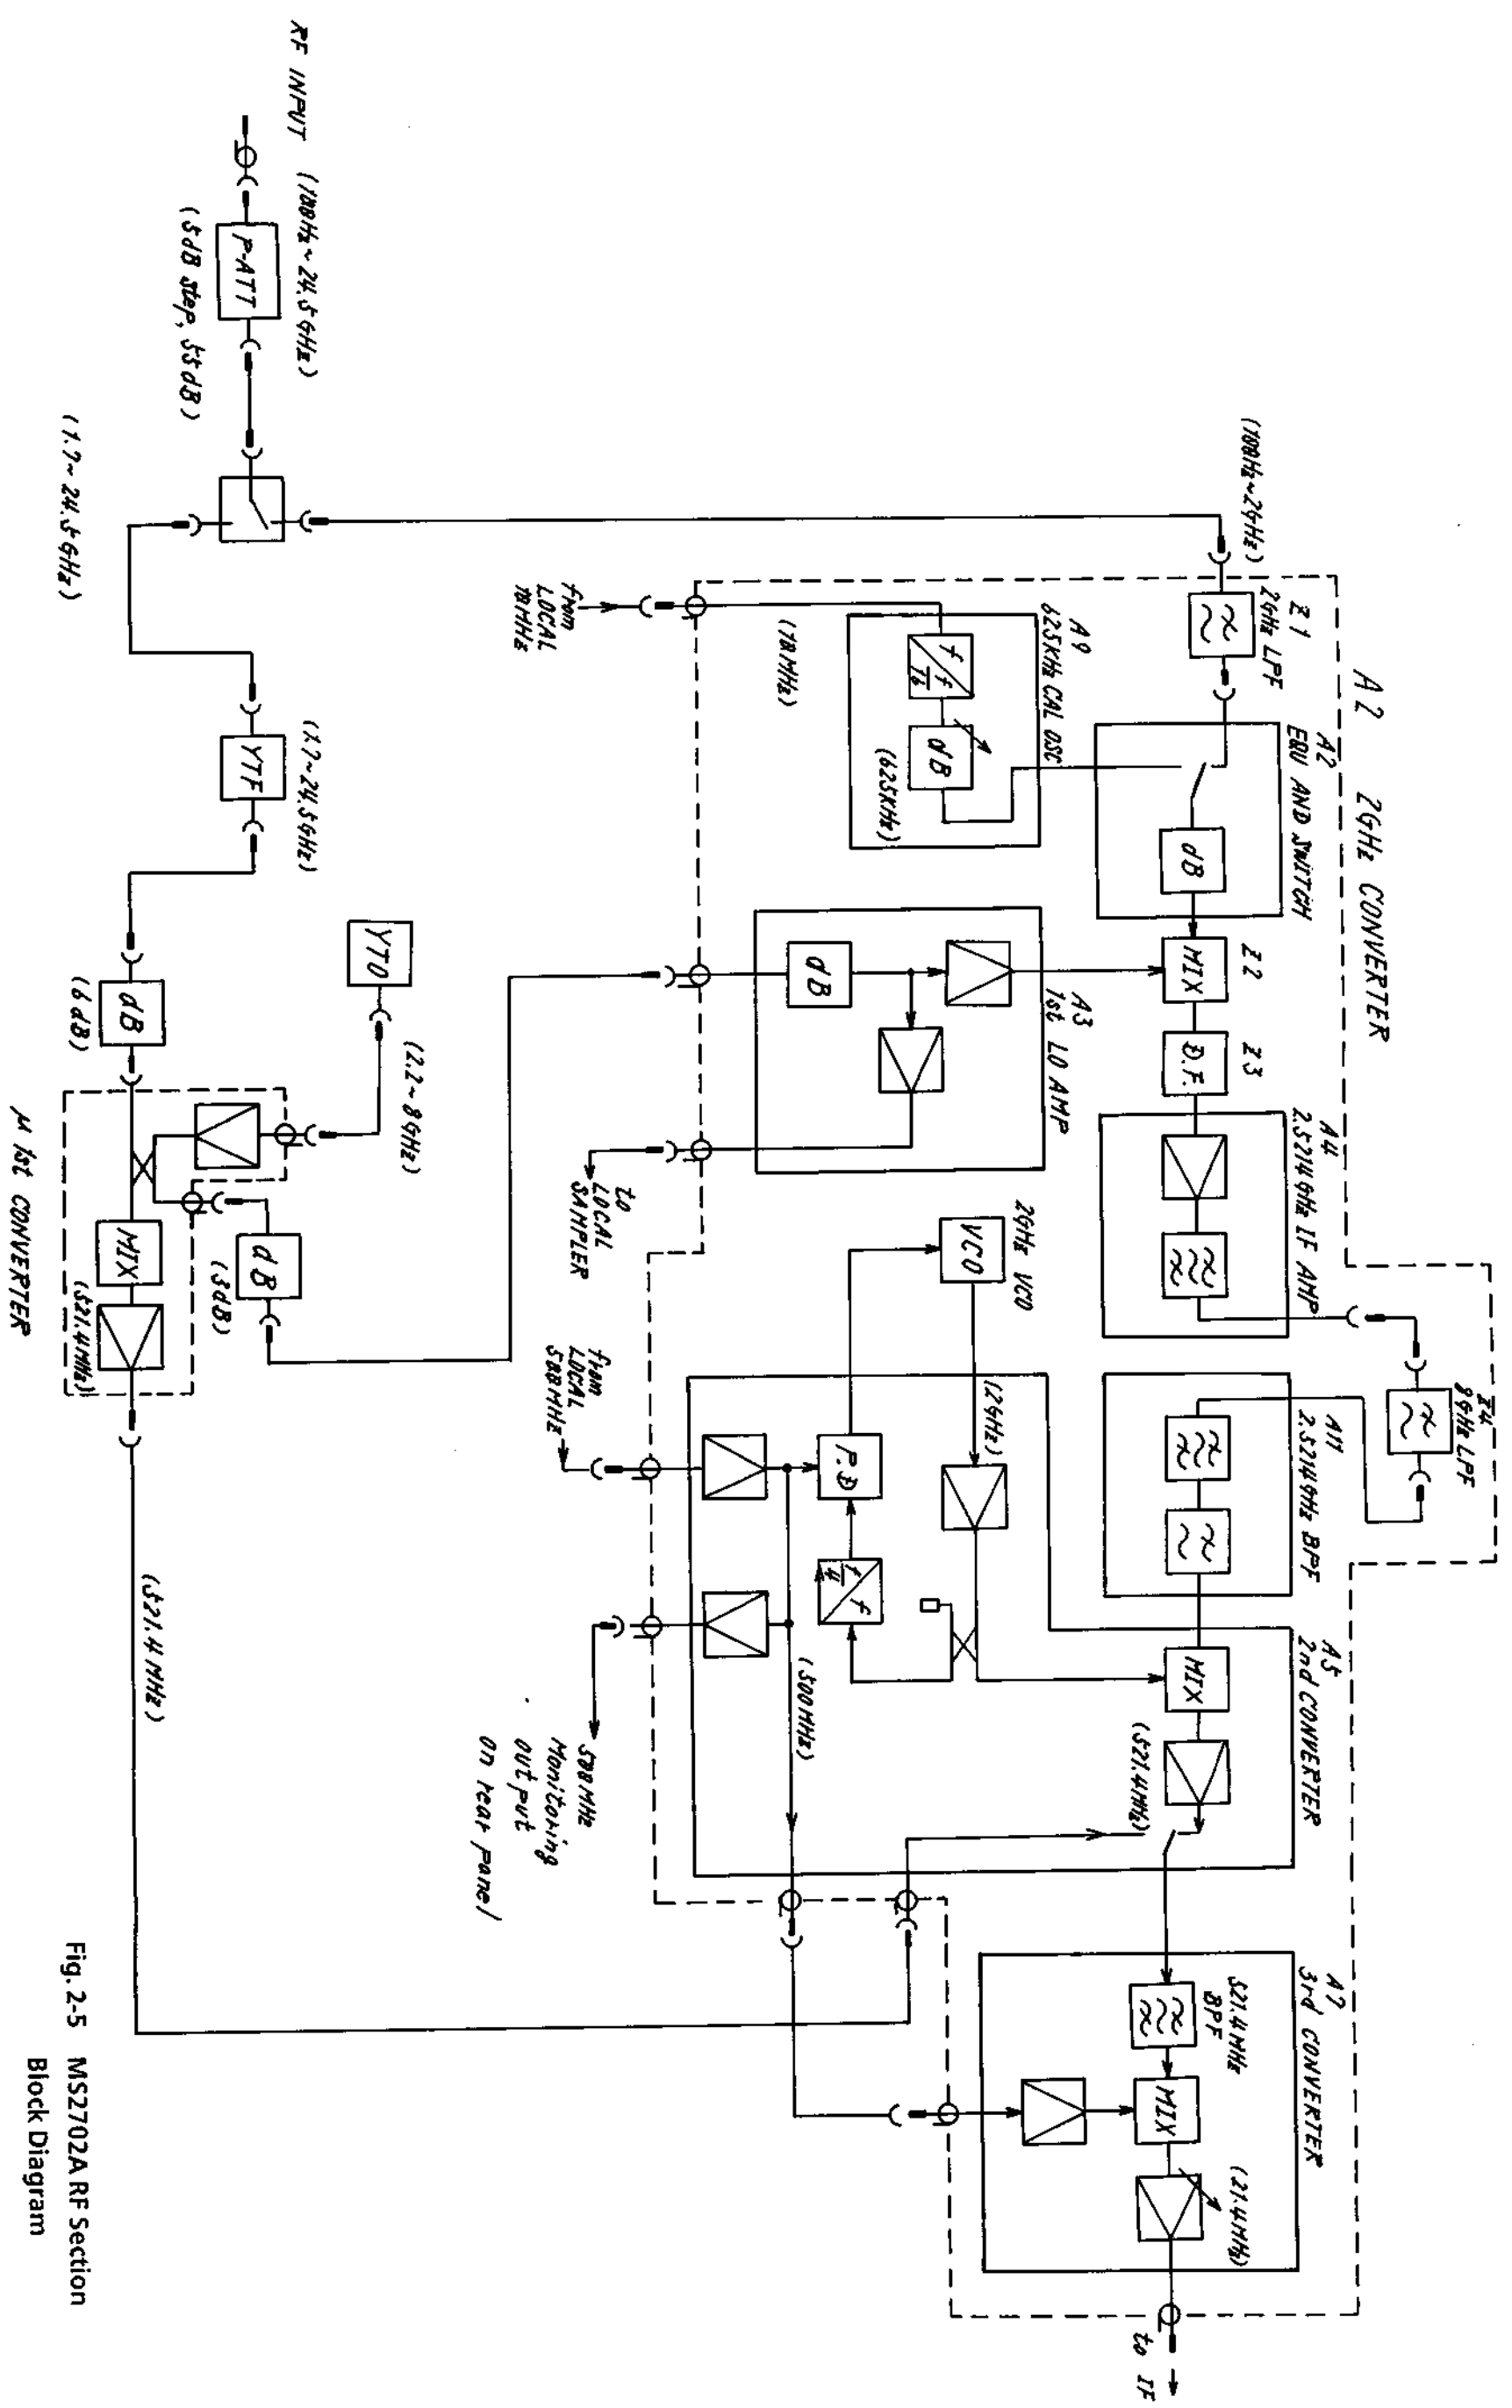 RF INPUT (100Hz~24.5GHz)
P-ATT
(5dB step, 55dB)
(1.7~24.5GHz)
YTF
(1.7~24.5GHz)
dB
(6dB)
YTO
(2.2~8GHz)
dB
(3dB)
MIX
(521.4MHz)
μ 1st CONVERTER
(521.4MHz)
A2 2GHz CONVERTER
(100Hz~2GHz)
Z1
2GHz LPF
A2
EQU AND SWITCH
dB
A9
625KHz CAL OSC
f
f
16
dB
(625KHz)
(10MHz)
from
LOCAL
10MHz
Z2
MIX
Z3
D.F.
A3
1st LO AMP
dB
to
LOCAL
SAMPLER
A4
2.5214GHz IF AMP
Z4
8GHz LPF
A11
2.5214GHz BPF
2GHz VCO
VCO
(2GHz)
P.D
f
f
4
from
LOCAL
500MHz
(500MHz)
500MHz
Monitoring
output
on rear panel
A5
2nd CONVERTER
MIX
(521.4MHz)
A7
3rd CONVERTER
521.4MHz
BPF
MIX
(21.4MHz)
to IF
Fig. 2-5 MS2702A RF Section
Block Diagram